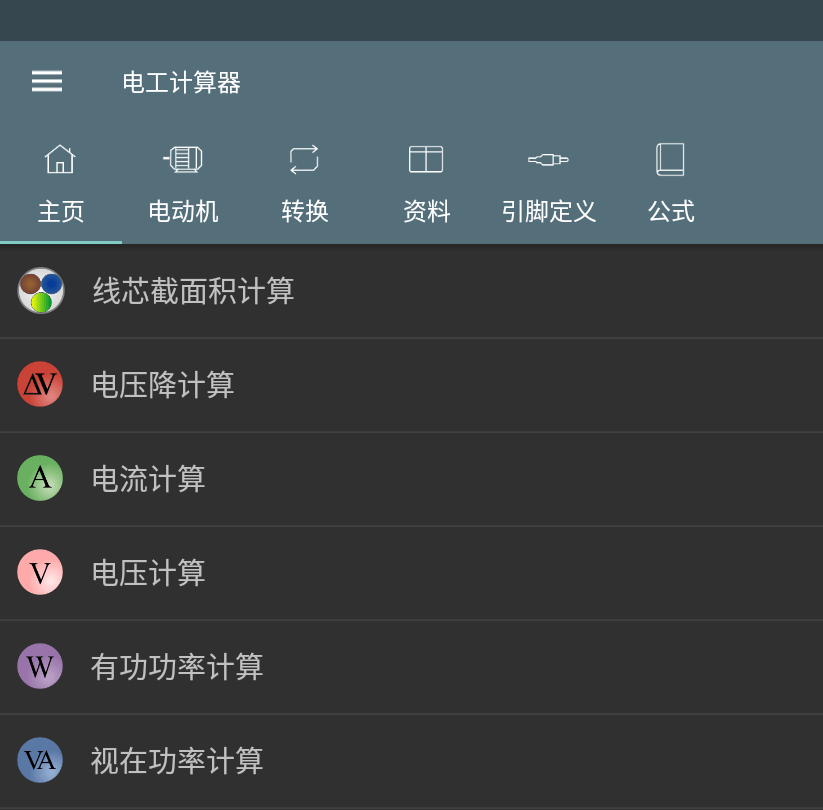 电工计算器
主页 电动机 转换 资料 引脚定义 公式
线芯截面积计算
ΔV 电压降计算
A 电流计算
V 电压计算
W 有功功率计算
VA 视在功率计算